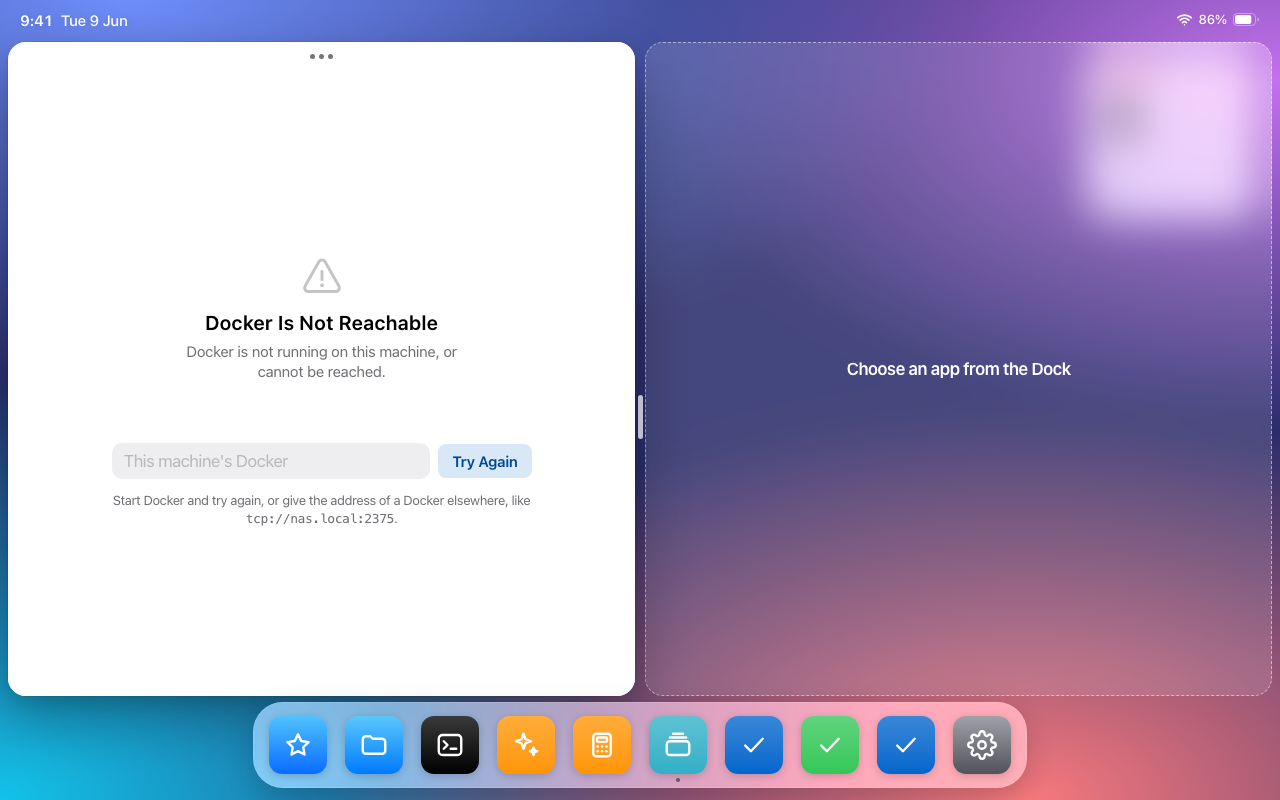 9:41 Tue 9 Jun
86%
Docker Is Not Reachable
Docker is not running on this machine, or
cannot be reached.
This machine's Docker
Try Again
Start Docker and try again, or give the address of a Docker elsewhere, like
tcp://nas.local:2375.
Choose an app from the Dock